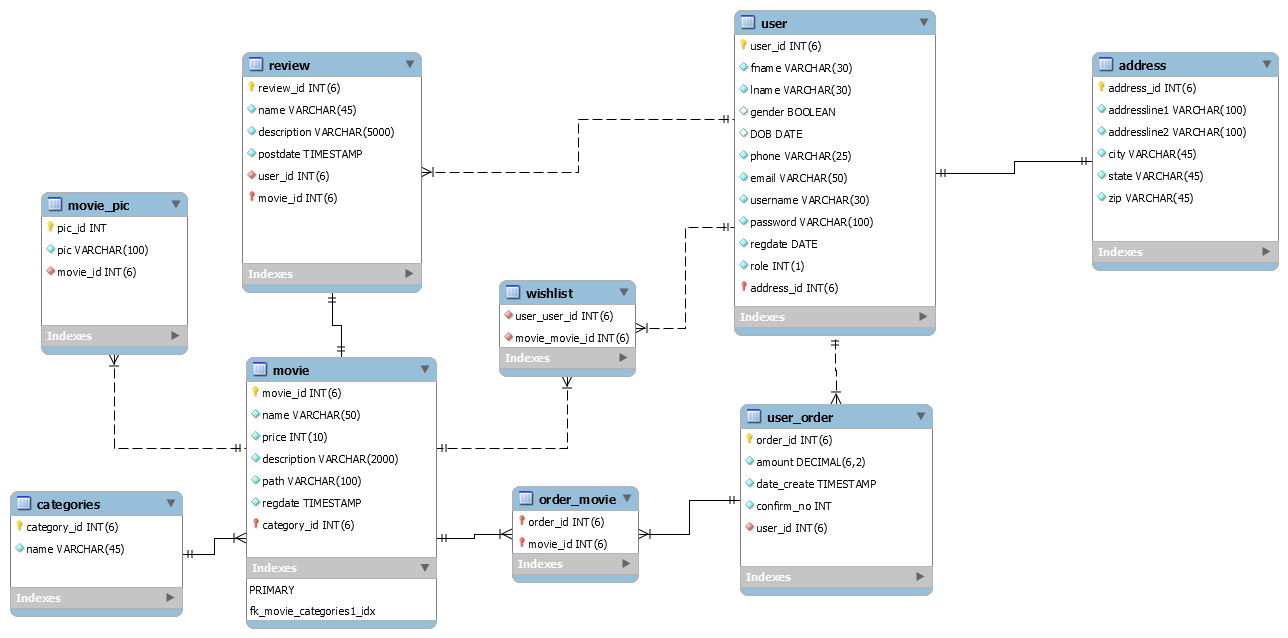 user
user_id INT(6)
fname VARCHAR(30)
lname VARCHAR(30)
gender BOOLEAN
DOB DATE
phone VARCHAR(25)
email VARCHAR(50)
username VARCHAR(30)
password VARCHAR(100)
regdate DATE
role INT(1)
address_id INT(6)
Indexes
review
review_id INT(6)
name VARCHAR(45)
description VARCHAR(5000)
postdate TIMESTAMP
user_id INT(6)
movie_id INT(6)
Indexes
address
address_id INT(6)
addressline1 VARCHAR(100)
addressline2 VARCHAR(100)
city VARCHAR(45)
state VARCHAR(45)
zip VARCHAR(45)
Indexes
movie_pic
pic_id INT
pic VARCHAR(100)
movie_id INT(6)
Indexes
wishlist
user_user_id INT(6)
movie_movie_id INT(6)
Indexes
movie
movie_id INT(6)
name VARCHAR(50)
price INT(10)
description VARCHAR(2000)
path VARCHAR(100)
regdate TIMESTAMP
category_id INT(6)
Indexes
PRIMARY
fk_movie_categories1_idx
user_order
order_id INT(6)
amount DECIMAL(6,2)
date_create TIMESTAMP
confirm_no INT
user_id INT(6)
Indexes
categories
category_id INT(6)
name VARCHAR(45)
Indexes
order_movie
order_id INT(6)
movie_id INT(6)
Indexes